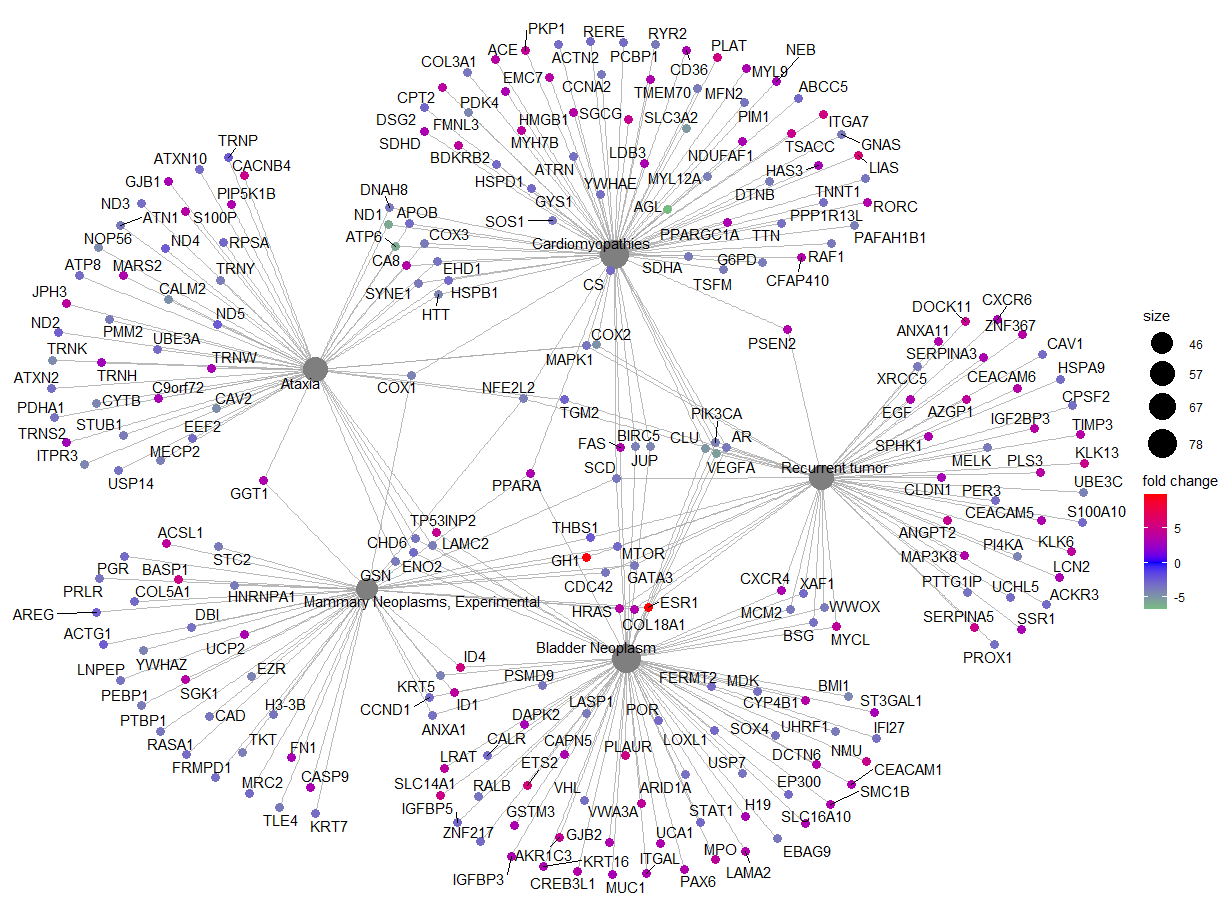 PKP1
RERE
RYR2
ACE
ACTN2
PCBP1
PLAT
NEB
COL3A1
EMC7
CD36
MYL9
CCNA2
TMEM70
MFN2
ABCC5
CPT2
PDK4
DSG2
FMNL3
HMGB1
SGCG
SLC3A2
PIM1
ITGA7
SDHD
MYH7B
TSACC
GNAS
BDKRB2
ATRN
LDB3
NDUFAF1
HAS3
LIAS
HSPD1
YWHAE
MYL12A
DTNB
TNNT1
DNAH8
GYS1
AGL
RORC
ND1
APOB
SOS1
PPP1R13L
ATP6
COX3
PPARGC1A
TTN
PAFAH1B1
Cardiomyopathies
CA8
EHD1
SDHA
G6PD
RAF1
CS
TSFM
CFAP410
SYNE1
HSPB1
HTT
TRNP
ATXN10
CACNB4
GJB1
PIP5K1B
ND3
ATN1
S100P
NOP56
ND4
RPSA
ATP8
MARS2
TRNY
JPH3
CALM2
ND2
PMM2
UBE3A
ND5
TRNK
TRNW
TRNH
ATXN2
C9orf72
Ataxia
CYTB
CAV2
PDHA1
STUB1
EEF2
TRNS2
MECP2
ITPR3
USP14
COX2
MAPK1
PSEN2
COX1
NFE2L2
TGM2
PIK3CA
FAS
BIRC5
CLU
AR
JUP
VEGFA
SCD
GGT1
PPARA
DOCK11
CXCR6
ZNF367
ANXA11
SERPINA3
CAV1
XRCC5
CEACAM6
HSPA9
EGF
AZGP1
CPSF2
IGF2BP3
SPHK1
TIMP3
MELK
PLS3
KLK13
Recurrent tumor
CLDN1
PER3
UBE3C
CEACAM5
S100A10
ANGPT2
PI4KA
KLK6
MAP3K8
LCN2
PTTG1IP
UCHL5
ACKR3
SERPINA5
SSR1
PROX1
size
46
57
67
78
fold change
5
0
-5
TP53INP2
THBS1
CHD6
LAMC2
MTOR
GH1
ENO2
CDC42
GATA3
HRAS
ESR1
COL18A1
CXCR4
XAF1
MCM2
WWOX
BSG
MYCL
ACSL1
STC2
PGR
BASP1
GSN
PRLR
HNRNPA1
COL5A1
Mammary Neoplasms, Experimental
AREG
DBI
ACTG1
UCP2
YWHAZ
LNPEP
EZR
PEBP1
SGK1
PTBP1
CAD
H3-3B
RASA1
TKT
FN1
FRMPD1
MRC2
CASP9
TLE4
KRT7
Bladder Neoplasm
ID4
KRT5
PSMD9
CCND1
ID1
ANXA1
FERMT2
MDK
BMI1
CYP4B1
ST3GAL1
LASP1
POR
DAPK2
SOX4
UHRF1
IFI27
CALR
CAPN5
PLAUR
LOXL1
LRAT
NMU
ETS2
DCTN6
SLC14A1
USP7
CEACAM1
RALB
VHL
ARID1A
EP300
SMC1B
IGFBP5
GSTM3
VWA3A
STAT1
H19
SLC16A10
ZNF217
GJB2
UCA1
EBAG9
AKR1C3
KRT16
ITGAL
MPO
IGFBP3
CREB3L1
MUC1
PAX6
LAMA2